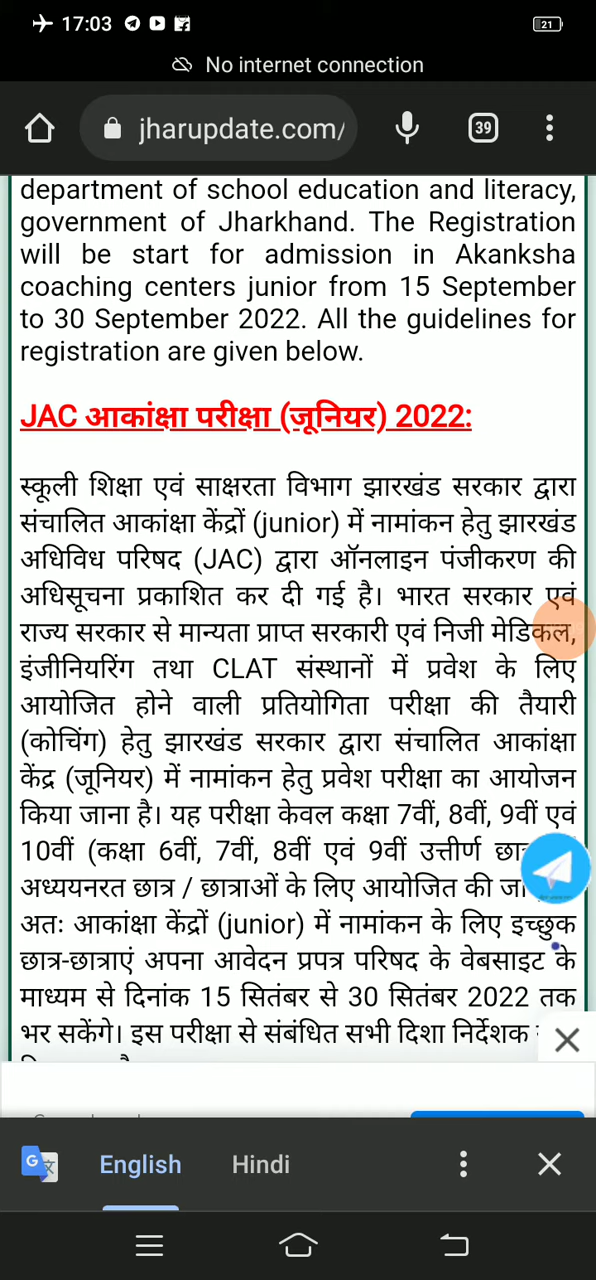 17:03
21
No internet connection
jharupdate.com/
39
department of school education and literacy,
government of Jharkhand. The Registration
will be start for admission in Akanksha
coaching centers junior from 15 September
to 30 September 2022. All the guidelines for
registration are given below.
JAC आकांक्षा परीक्षा (जूनियर) 2022:
स्कूली शिक्षा एवं साक्षरता विभाग झारखंड सरकार द्वारा
संचालित आकांक्षा केंद्रों (junior) में नामांकन हेतु झारखंड
अधिविध परिषद (JAC) द्वारा ऑनलाइन पंजीकरण की
अधिसूचना प्रकाशित कर दी गई है। भारत सरकार एवं
राज्य सरकार से मान्यता प्राप्त सरकारी एवं निजी मेडिकल,
इंजीनियरिंग तथा CLAT संस्थानों में प्रवेश के लिए
आयोजित होने वाली प्रतियोगिता परीक्षा की तैयारी
(कोचिंग) हेतु झारखंड सरकार द्वारा संचालित आकांक्षा
केंद्र (जूनियर) में नामांकन हेतु प्रवेश परीक्षा का आयोजन
किया जाना है। यह परीक्षा केवल कक्षा 7वीं, 8वीं, 9वीं एवं
10वीं (कक्षा 6वीं, 7वीं, 8वीं एवं 9वीं उत्तीर्ण
अध्ययनरत छात्र / छात्राओं के लिए आयोजित की
अतः आकांक्षा केंद्रों (junior) में नामांकन के लिए इच्छुक
छात्र-छात्राएं अपना आवेदन प्रपत्र परिषद के वेबसाइट के
माध्यम से दिनांक 15 सितंबर से 30 सितंबर 2022 तक
भर सकेंगे। इस परीक्षा से संबंधित सभी दिशा निर्देशक
English Hindi